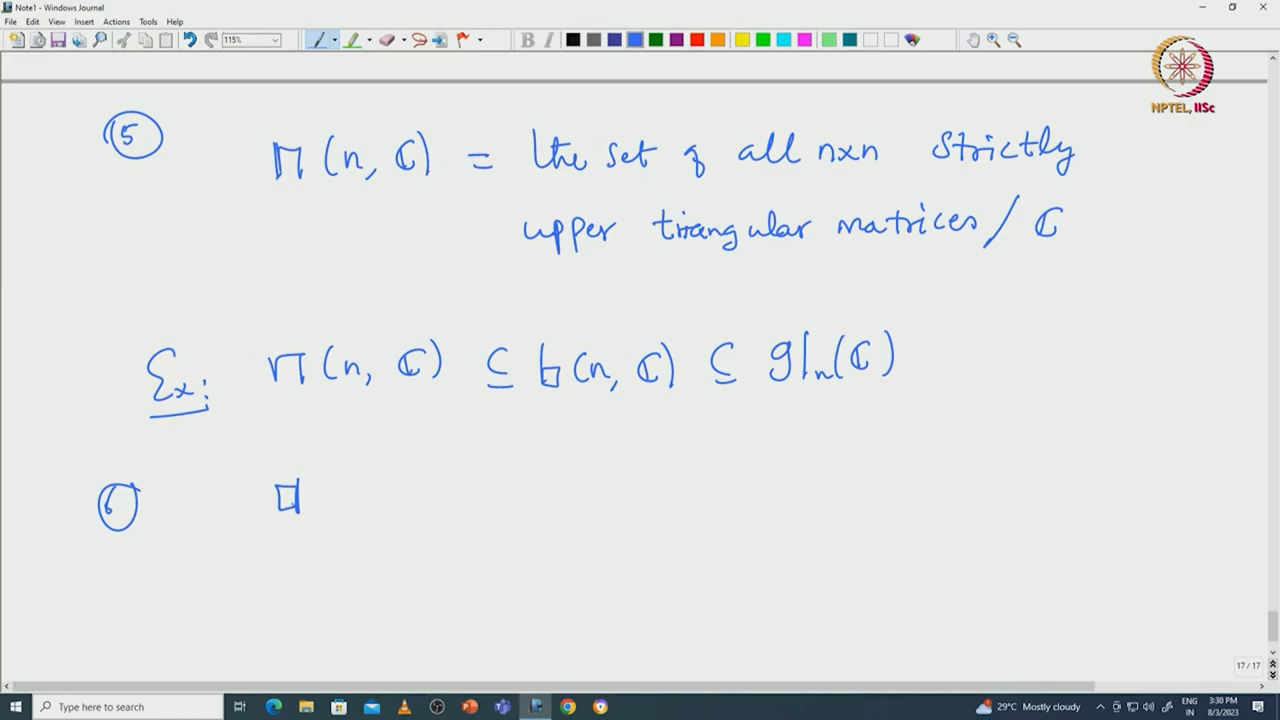 Note1 - Windows Journal
File Edit View Insert Actions Tools Help
115%
B I
NPTEL, IISc
(5) n(n, ℂ) = the set of all n×n strictly
upper triangular matrices / ℂ
Ex: n(n, ℂ) ⊆ b(n, ℂ) ⊆ gl_n(ℂ)
(6) d
17 / 17
Type here to search
29°C Mostly cloudy
ENG
IN
3:30 PM
8/3/2023